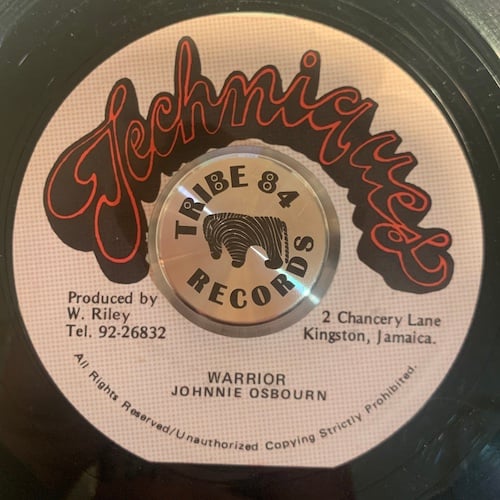 Techniques
TRIBE 84
RECORDS
Produced by
W. Riley
Tel. 92-26832
2 Chancery Lane
Kingston, Jamaica.
WARRIOR
JOHNNIE OSBOURN
All Rights Reserved/Unauthorized Copying Strictly Prohibited.